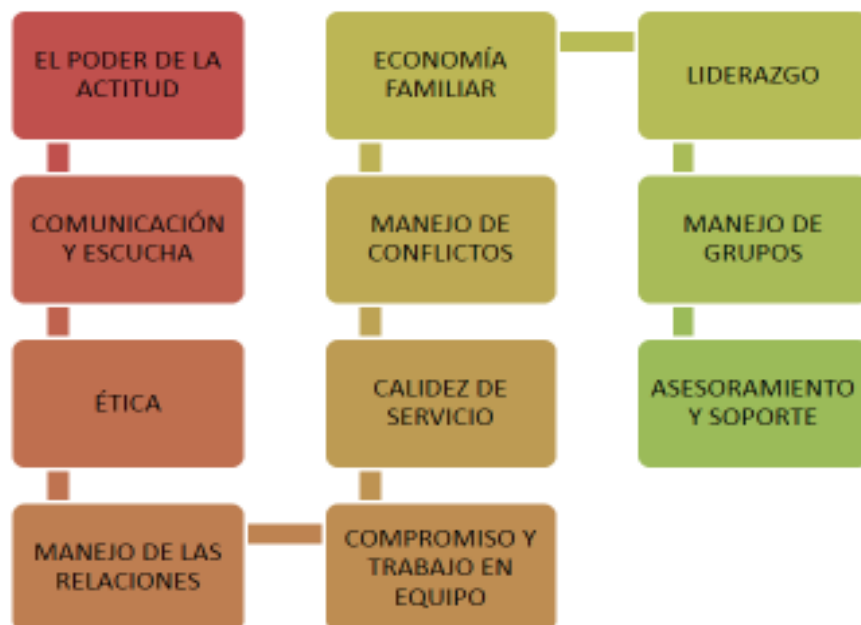 EL PODER DE LA
ACTITUD
COMUNICACIÓN
Y ESCUCHA
ÉTICA
MANEJO DE LAS
RELACIONES
COMPROMISO Y
TRABAJO EN
EQUIPO
CALIDEZ DE
SERVICIO
MANEJO DE
CONFLICTOS
ECONOMÍA
FAMILIAR
LIDERAZGO
MANEJO DE
GRUPOS
ASESORAMIENTO
Y SOPORTE